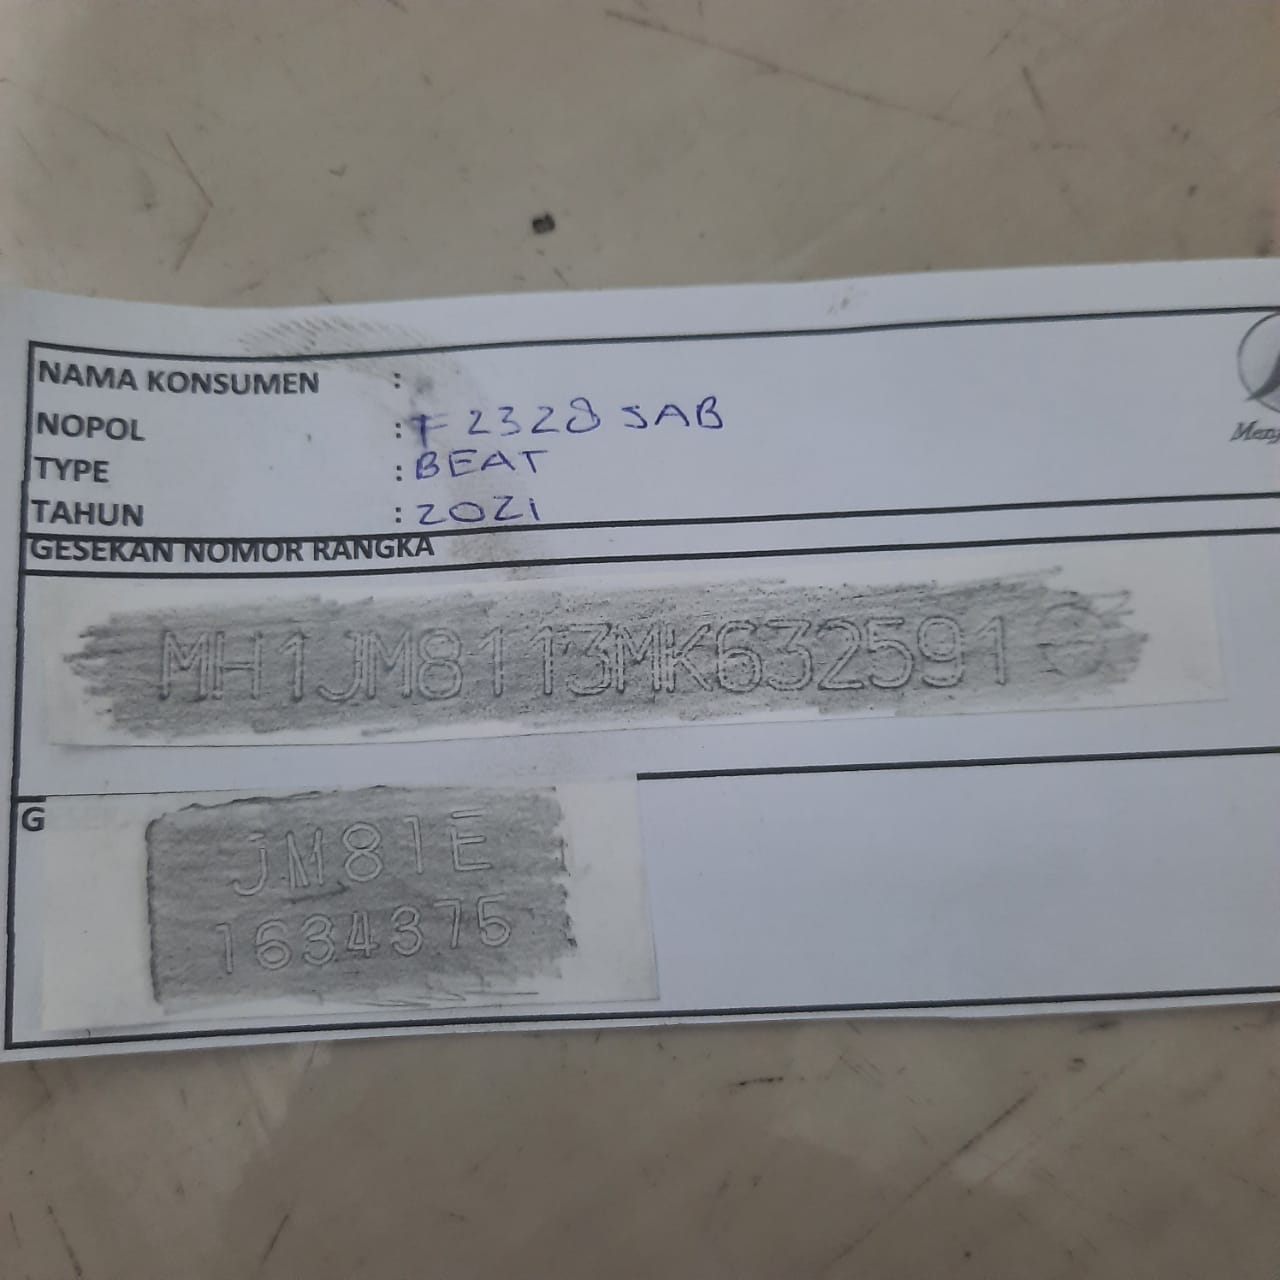 NAMA KONSUMEN :
NOPOL : F 2328 SAB
TYPE : BEAT
TAHUN : 2021
GESEKAN NOMOR RANGKA
MH1JM8113MK632591
G
JM81E
1634375